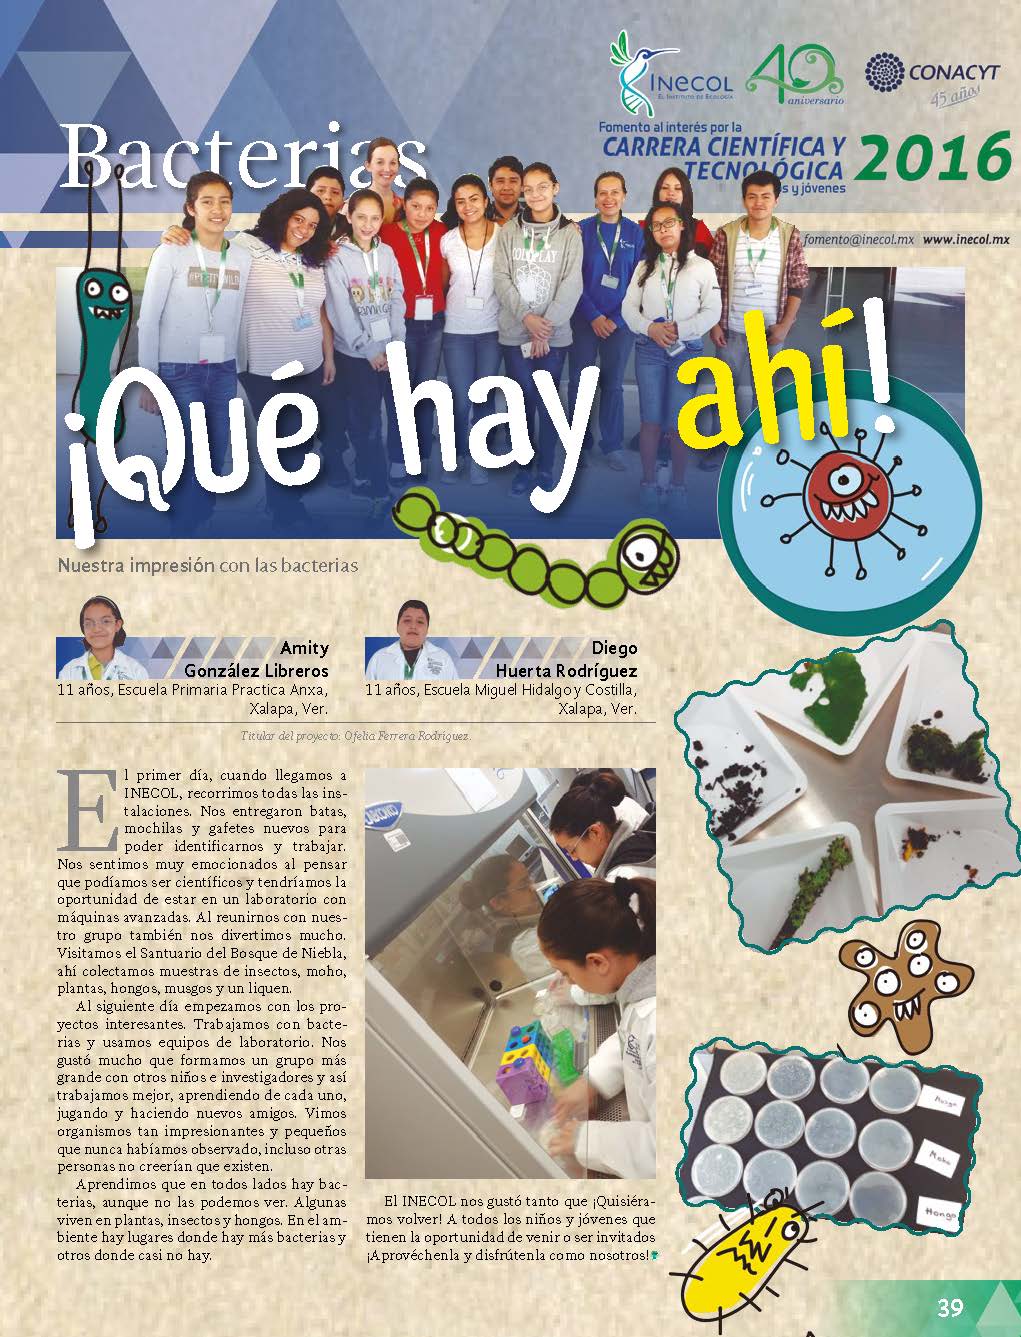 INECOL
EL INSTITUTO DE ECOLOGÍA
40
aniversario
CONACYT
45 años
Fomento al interés por la
CARRERA CIENTÍFICA Y
TECNOLÓGICA
s y jóvenes
2016
Bacterias
fomento@inecol.mx www.inecol.mx
COLDPLAY
¡Qué hay ahí!
Nuestra impresión con las bacterias
Amity
González Libreros
11 años, Escuela Primaria Practica Anxa,
Xalapa, Ver.
Diego
Huerta Rodríguez
11 años, Escuela Miguel Hidalgo y Costilla,
Xalapa, Ver.
Titular del proyecto: Ofelia Ferrera Rodríguez.
El primer día, cuando llegamos a
INECOL, recorrimos todas las ins-
talaciones. Nos entregaron batas,
mochilas y gafetes nuevos para
poder identificarnos y trabajar.
Nos sentimos muy emocionados al pensar
que podíamos ser científicos y tendríamos la
oportunidad de estar en un laboratorio con
máquinas avanzadas. Al reunirnos con nues-
tro grupo también nos divertimos mucho.
Visitamos el Santuario del Bosque de Niebla,
ahí colectamos muestras de insectos, moho,
plantas, hongos, musgos y un liquen.
Al siguiente día empezamos con los pro-
yectos interesantes. Trabajamos con bacte-
rias y usamos equipos de laboratorio. Nos
gustó mucho que formamos un grupo más
grande con otros niños e investigadores y así
trabajamos mejor, aprendiendo de cada uno,
jugando y haciendo nuevos amigos. Vimos
organismos tan impresionantes y pequeños
que nunca habíamos observado, incluso otras
personas no creerían que existen.
Aprendimos que en todos lados hay bac-
terias, aunque no las podemos ver. Algunas
viven en plantas, insectos y hongos. En el am-
biente hay lugares donde hay más bacterias y
otros donde casi no hay.
El INECOL nos gustó tanto que ¡Quisiéra-
mos volver! A todos los niños y jóvenes que
tienen la oportunidad de venir o ser invitados
¡Aprovéchenla y disfrútenla como nosotros!
Musgo
Moho
Hongo
39